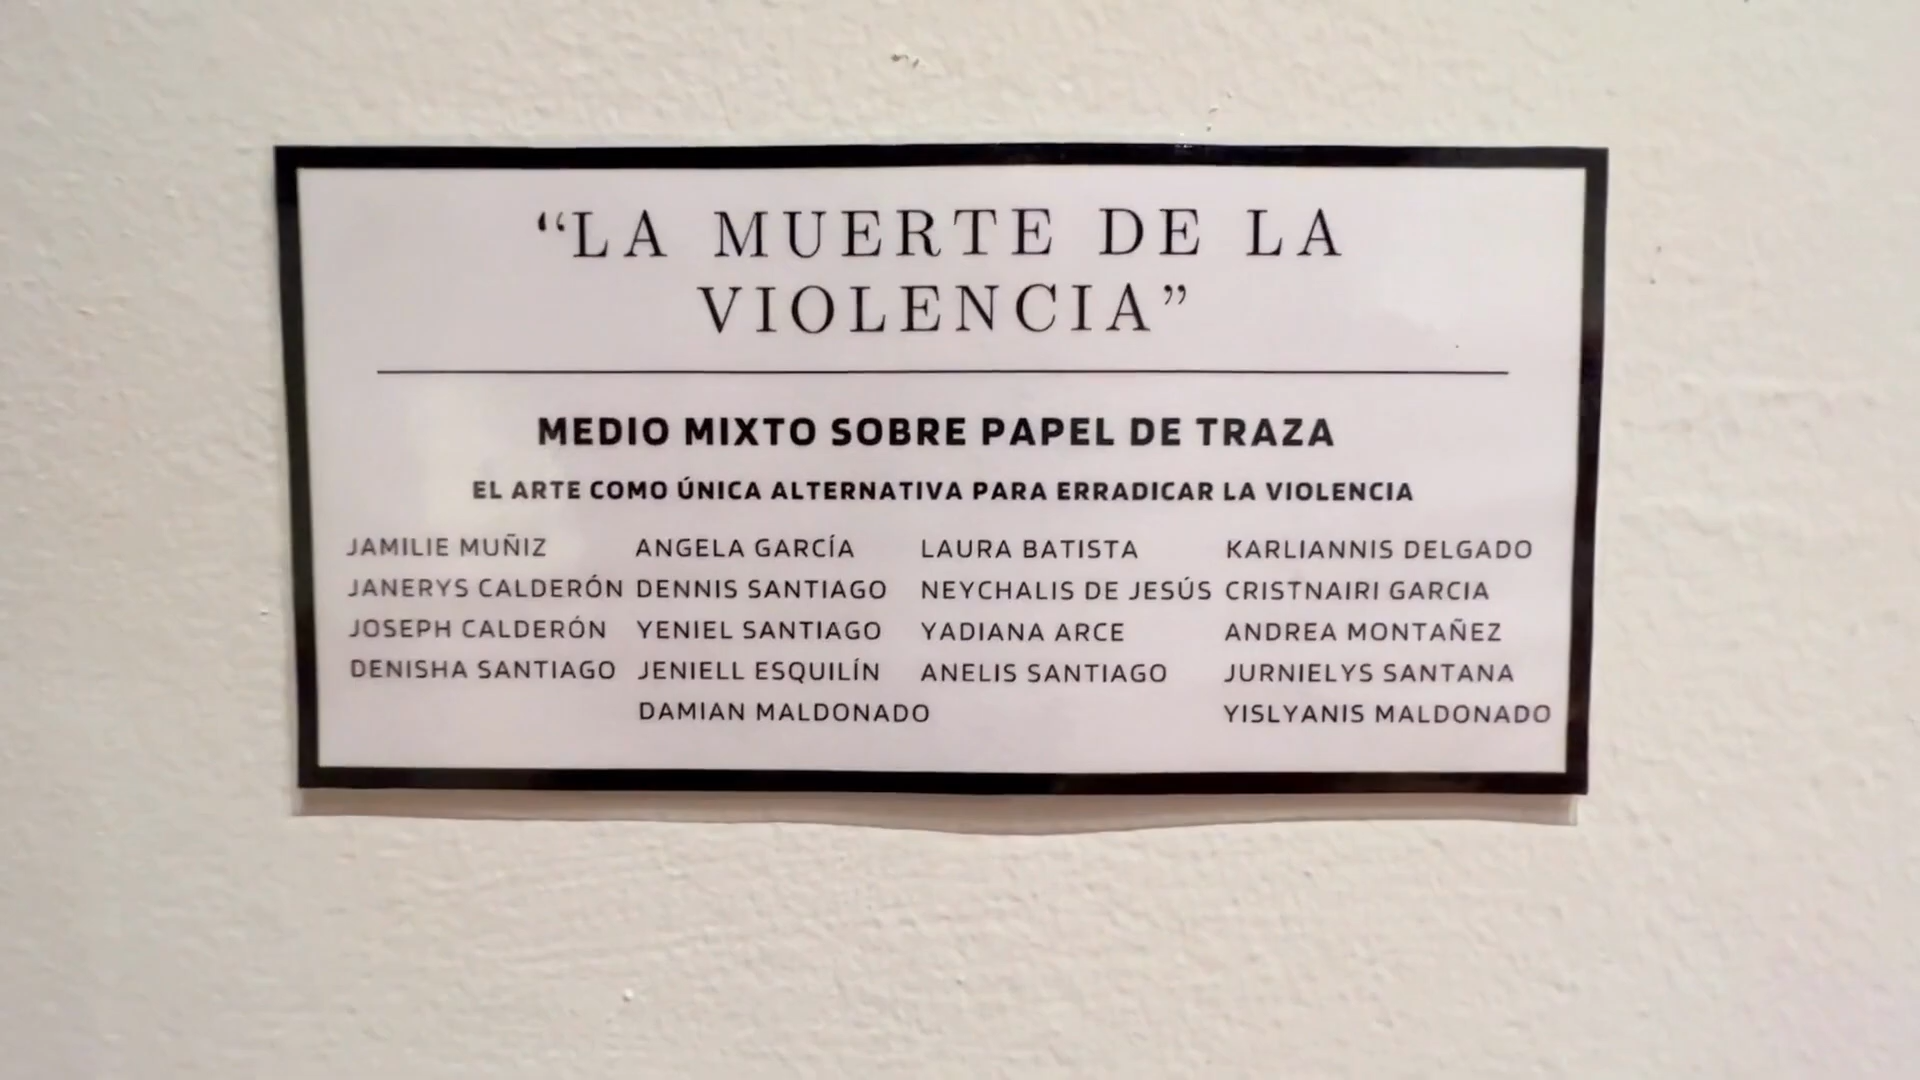 “LA MUERTE DE LA
VIOLENCIA”
MEDIO MIXTO SOBRE PAPEL DE TRAZA
EL ARTE COMO ÚNICA ALTERNATIVA PARA ERRADICAR LA VIOLENCIA
JAMILIE MUÑIZ ANGELA GARCÍA LAURA BATISTA KARLIANNIS DELGADO
JANERYS CALDERÓN DENNIS SANTIAGO NEYCHALIS DE JESÚS CRISTNAIRI GARCIA
JOSEPH CALDERÓN YENIEL SANTIAGO YADIANA ARCE ANDREA MONTAÑEZ
DENISHA SANTIAGO JENIELL ESQUILÍN ANELIS SANTIAGO JURNIELYS SANTANA
DAMIAN MALDONADO YISLYANIS MALDONADO